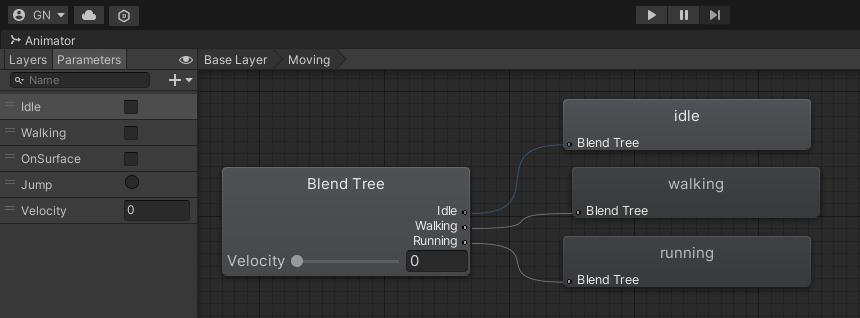 GN
Animator
Layers Parameters
Base Layer Moving
Name
Idle
Walking
OnSurface
Jump
Velocity 0
Blend Tree
Idle
Walking
Running
Velocity 0
idle
Blend Tree
walking
Blend Tree
running
Blend Tree